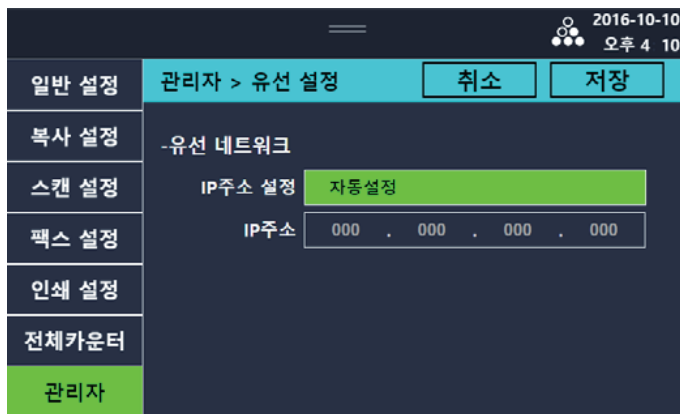 2016-10-10
오후 4 10
일반 설정
복사 설정
스캔 설정
팩스 설정
인쇄 설정
전체카운터
관리자
관리자 > 유선 설정
취소
저장
-유선 네트워크
IP주소 설정 자동설정
IP주소 000 . 000 . 000 . 000